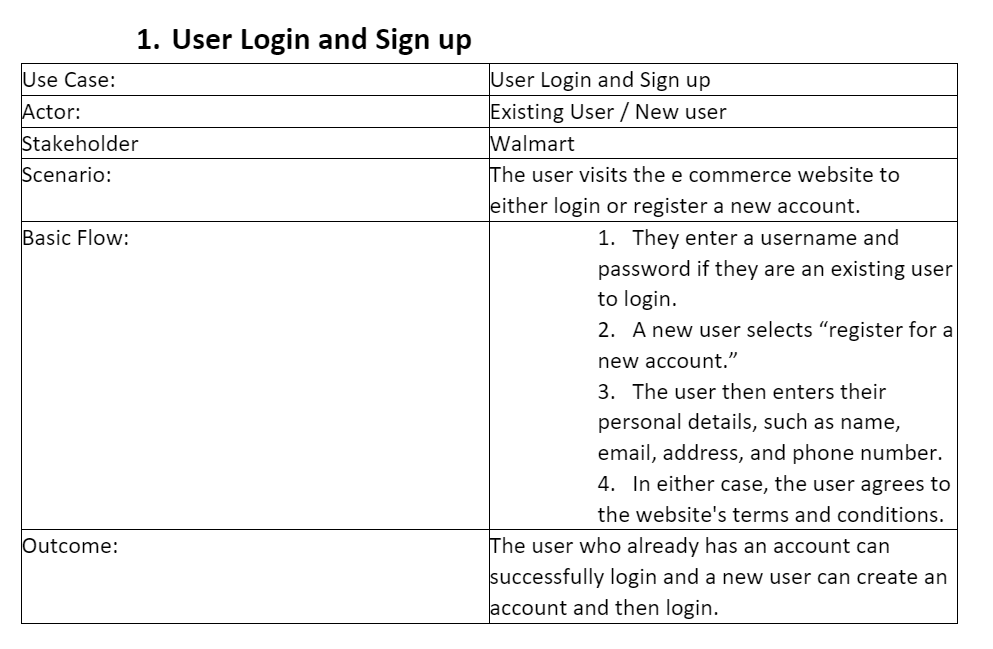 1. User Login and Sign up
Use Case:
User Login and Sign up
Actor:
Existing User / New user
Stakeholder
Walmart
Scenario:
The user visits the e commerce website to
either login or register a new account.
Basic Flow:
1. They enter a username and
password if they are an existing user
to login.
2. A new user selects “register for a
new account.”
3. The user then enters their
personal details, such as name,
email, address, and phone number.
4. In either case, the user agrees to
the website's terms and conditions.
Outcome:
The user who already has an account can
successfully login and a new user can create an
account and then login.